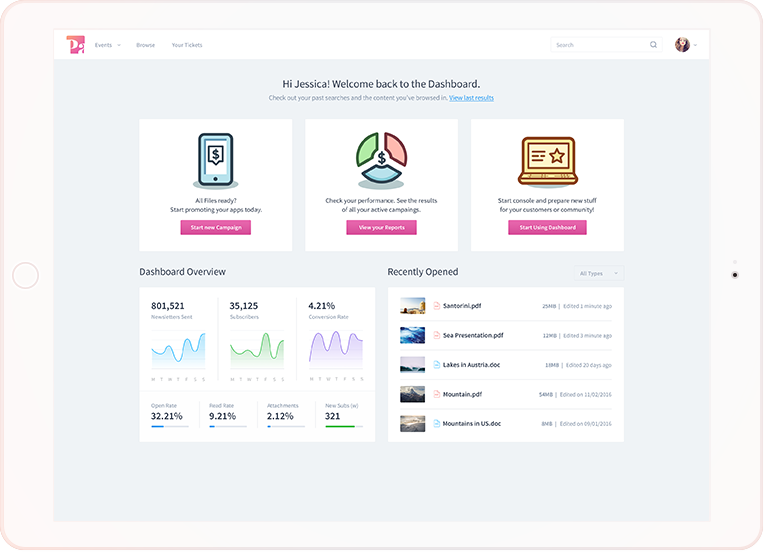 Events
Browse
Your Tickets
Search
Hi Jessica! Welcome back to the Dashboard.
Check out your past searches and the content you've browsed in. View last results
$
All Files ready?
Start promoting your apps today.
Start new Campaign
$
Check your performance. See the results
of all your active campaings.
View your Reports
Start console and prepare new stuff
for your customers or community!
Start Using Dashboard
Dashboard Overview
801,521
Newsletters Sent
M T W T F S S
35,125
Subscribers
M T W T F S S
4.21%
Conversion Rate
M T W T F S S
Open Rate
32.21%
Read Rate
9.21%
Attachments
2.12%
New Subs (w)
321
Recently Opened
All Types
Santorini.pdf 25MB | Edited 1 minute ago
Sea Presentation.pdf 12MB | Edited 3 minute ago
Lakes in Austria.doc 18MB | Edited 20 days ago
Mountain.pdf 54MB | Edited on 11/02/2016
Mountains in US.doc 8MB | Edited on 09/01/2016